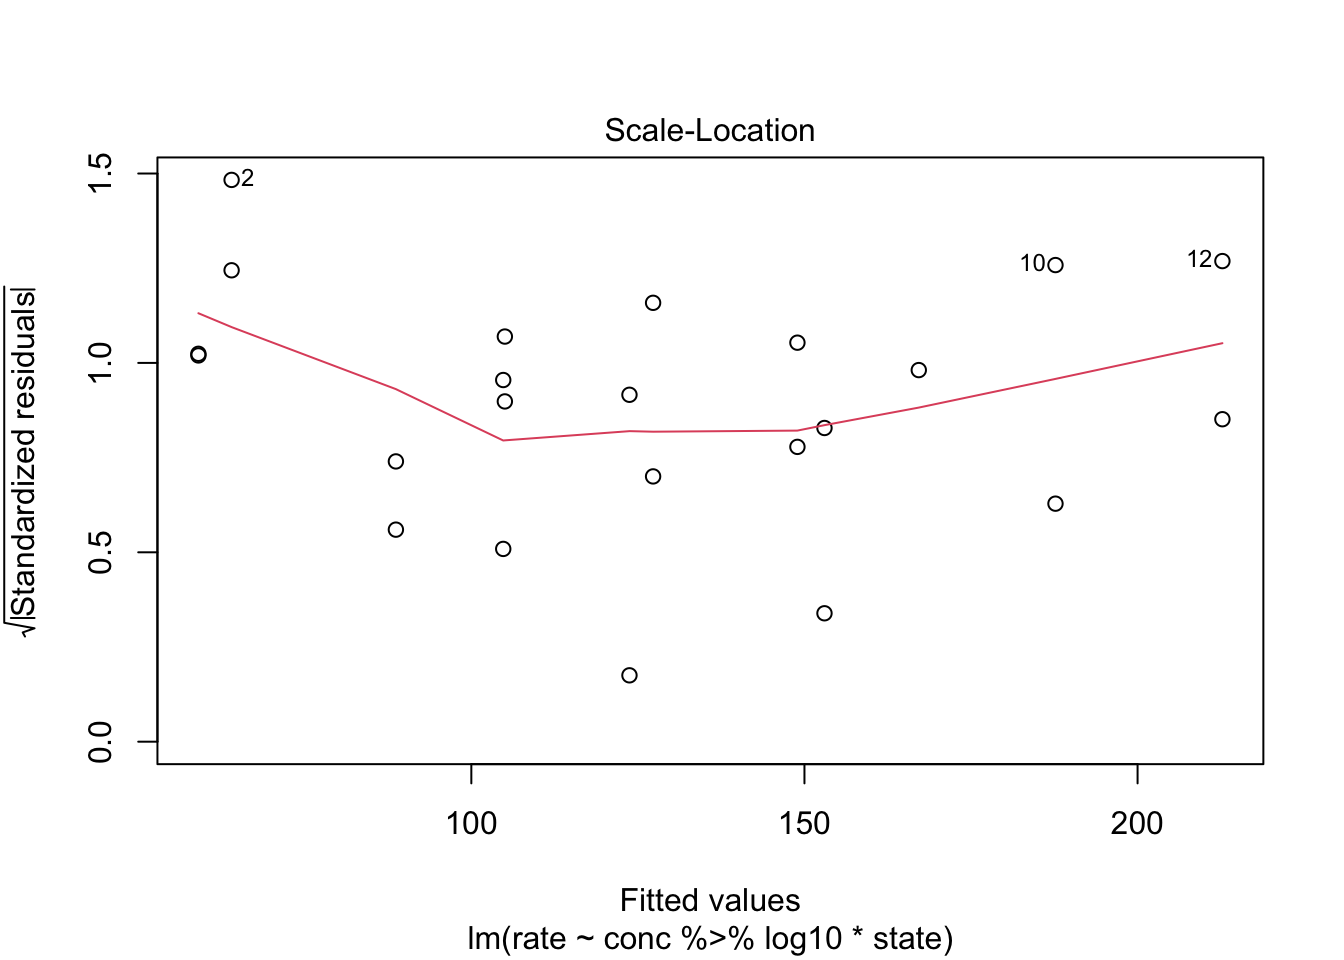 Scale-Location
√|Standardized residuals|
1.5
1.0
0.5
0.0
2
10
12
100
150
200
Fitted values
lm(rate ~ conc %>% log10 * state)